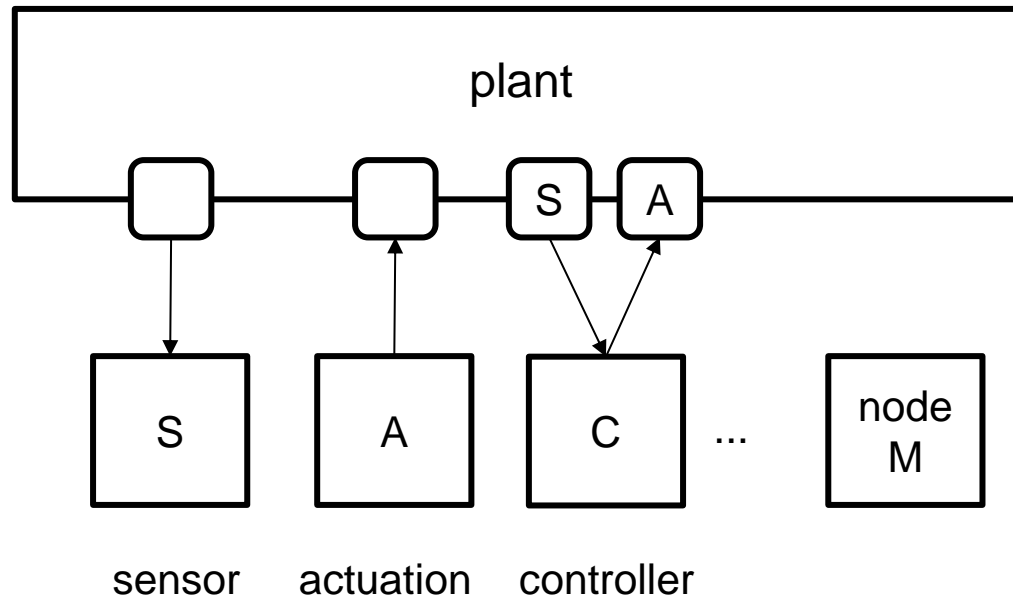 plant
S A
S A C ... node
M
sensor actuation controller